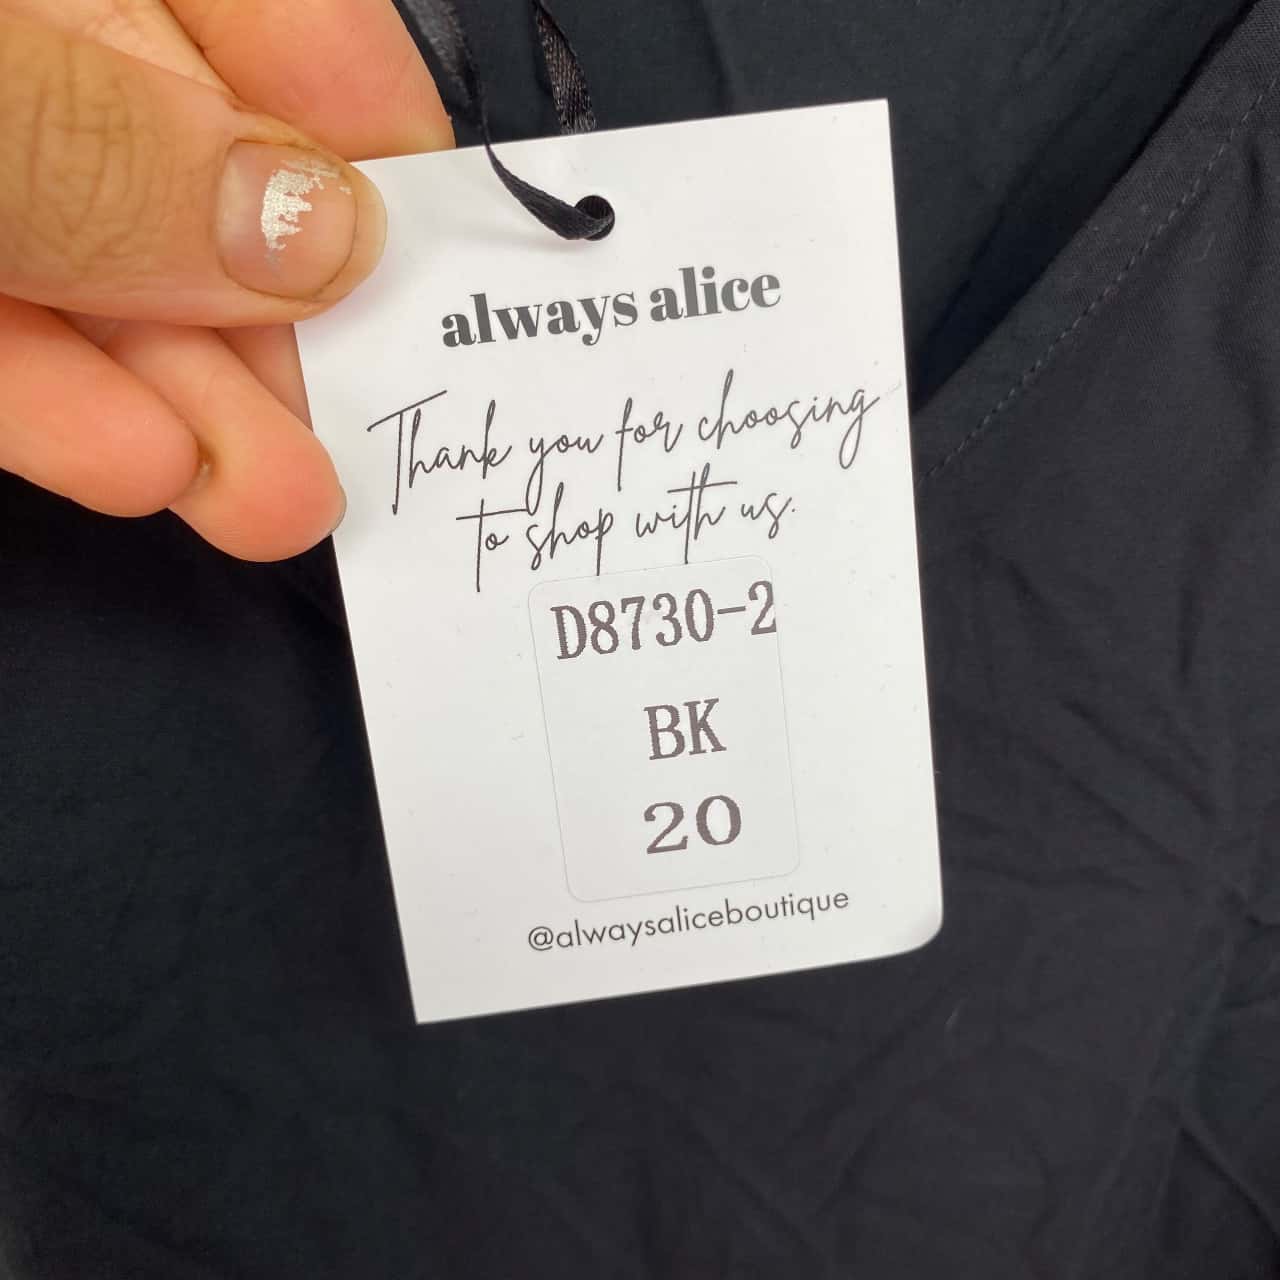 always alice
Thank you for choosing
to shop with us.
D8730-2
BK
20
@alwaysaliceboutique